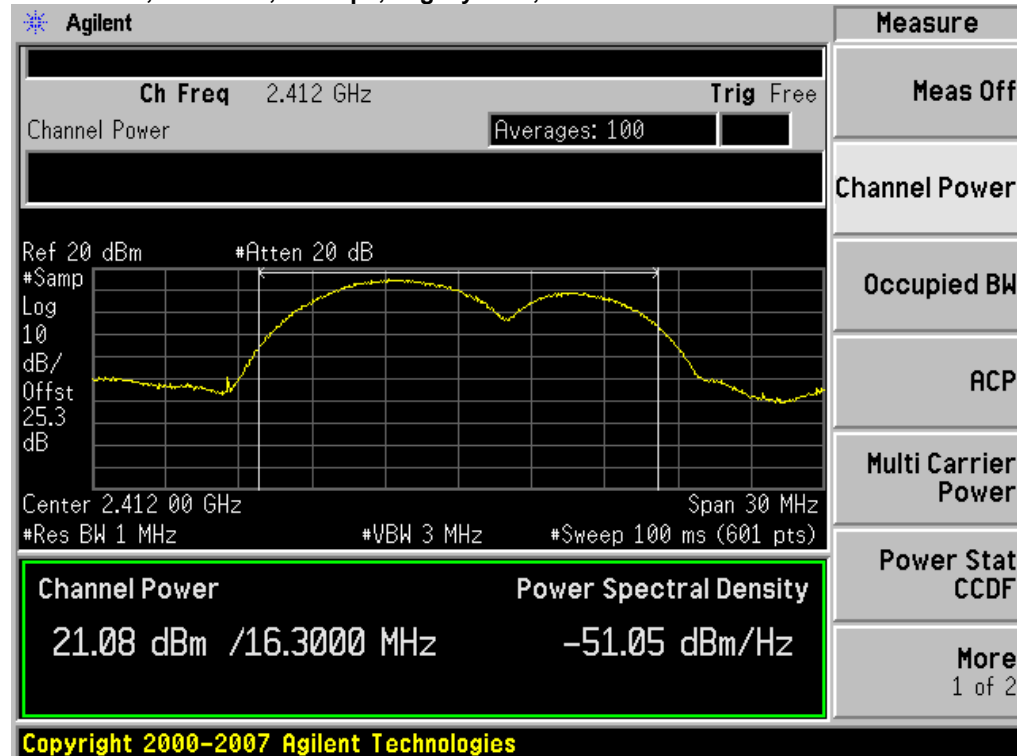 Agilent
Measure
Ch Freq 2.412 GHz Trig Free
Channel Power Averages: 100
Ref 20 dBm #Atten 20 dB
#Samp
Log
10
dB/
Offst
25.3
dB
Center 2.412 00 GHz Span 30 MHz
#Res BW 1 MHz #VBW 3 MHz #Sweep 100 ms (601 pts)
Channel Power Power Spectral Density
21.08 dBm /16.3000 MHz -51.05 dBm/Hz
Copyright 2000-2007 Agilent Technologies
Meas Off
Channel Power
Occupied BW
ACP
Multi Carrier
Power
Power Stat
CCDF
More
1 of 2